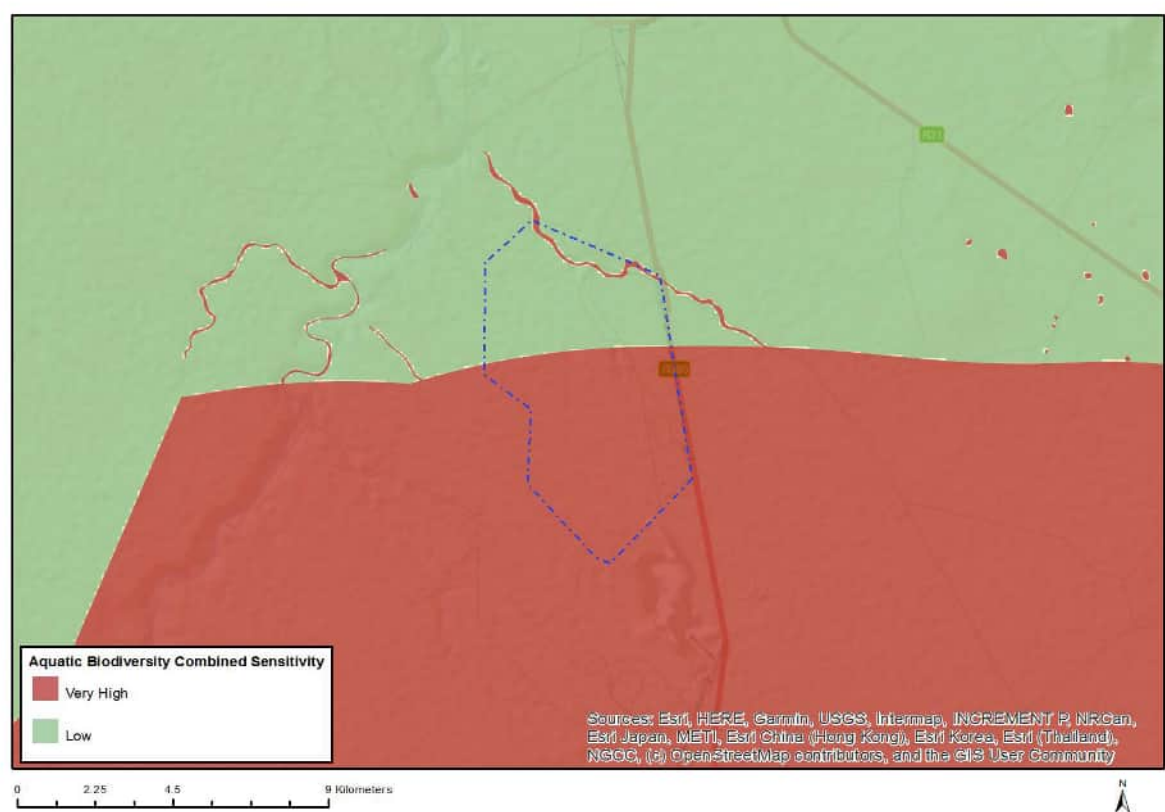 Aquatic Biodiversity Combined Sensitivity
Very High
Low
Sources: Esri, HERE, Garmin, USGS, Intermap, INCREMENT P, NRCan,
Esri Japan, METI, Esri China (Hong Kong), Esri Korea, Esri (Thailand),
NGCC, (c) OpenStreetMap contributors, and the GIS User Community
0 2.25 4.5 9 Kilometers
N